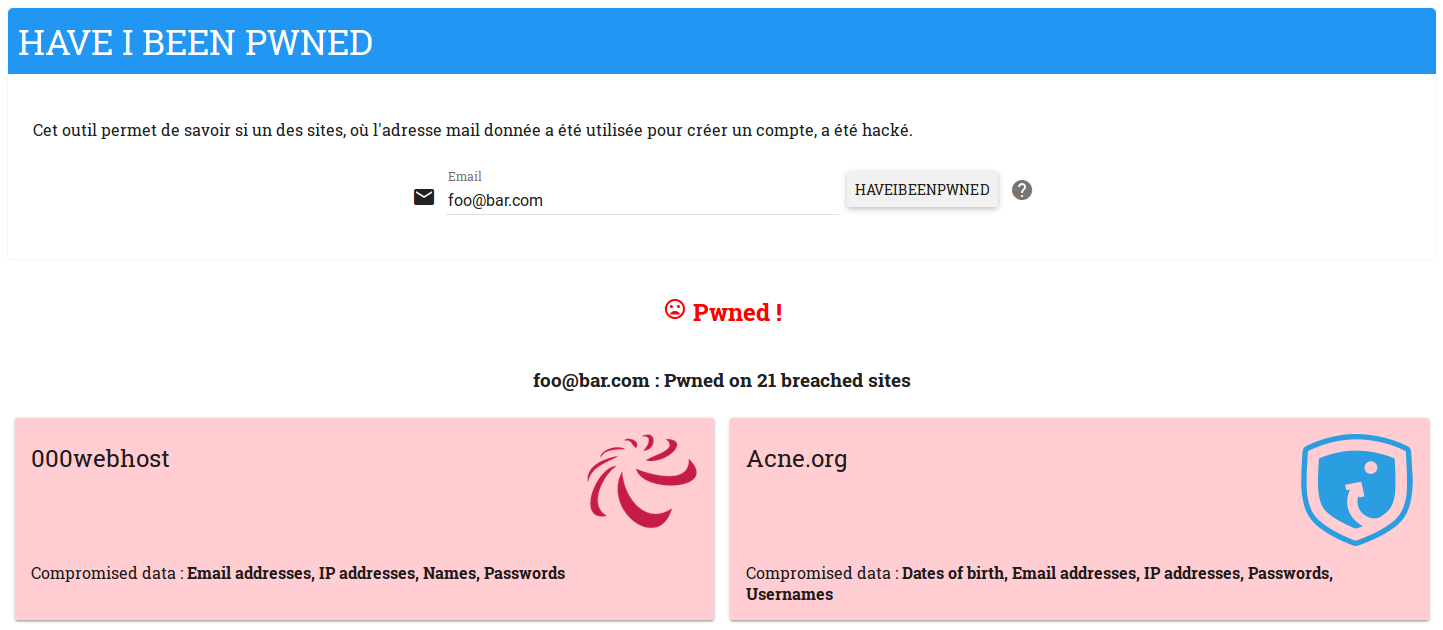 HAVE I BEEN PWNED
Cet outil permet de savoir si un des sites, où l'adresse mail donnée a été utilisée pour créer un compte, a été hacké.
Email
foo@bar.com
HAVEIBEENPWNED
?
Pwned !
foo@bar.com : Pwned on 21 breached sites
000webhost
Compromised data : Email addresses, IP addresses, Names, Passwords
Acne.org
Compromised data : Dates of birth, Email addresses, IP addresses, Passwords,
Usernames